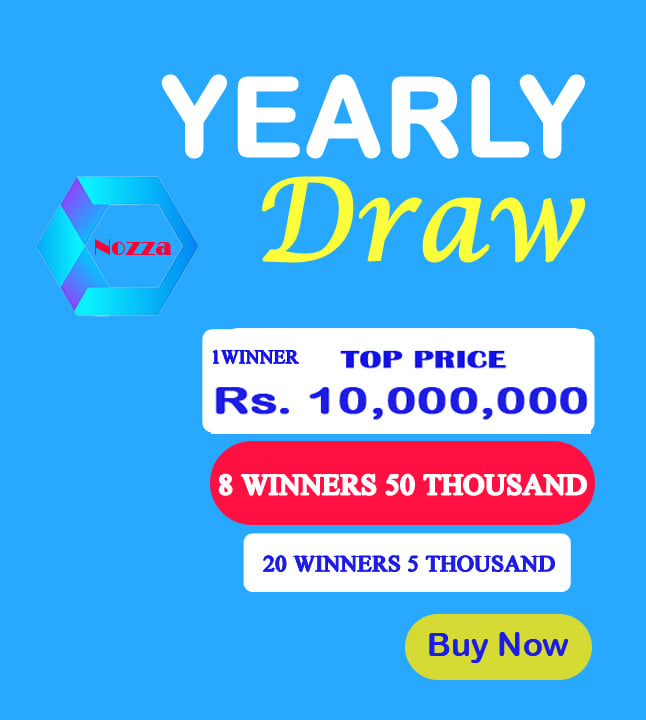 YEARLY
Draw
Nozza
1WINNER TOP PRICE
Rs. 10,000,000
8 WINNERS 50 THOUSAND
20 WINNERS 5 THOUSAND
Buy Now